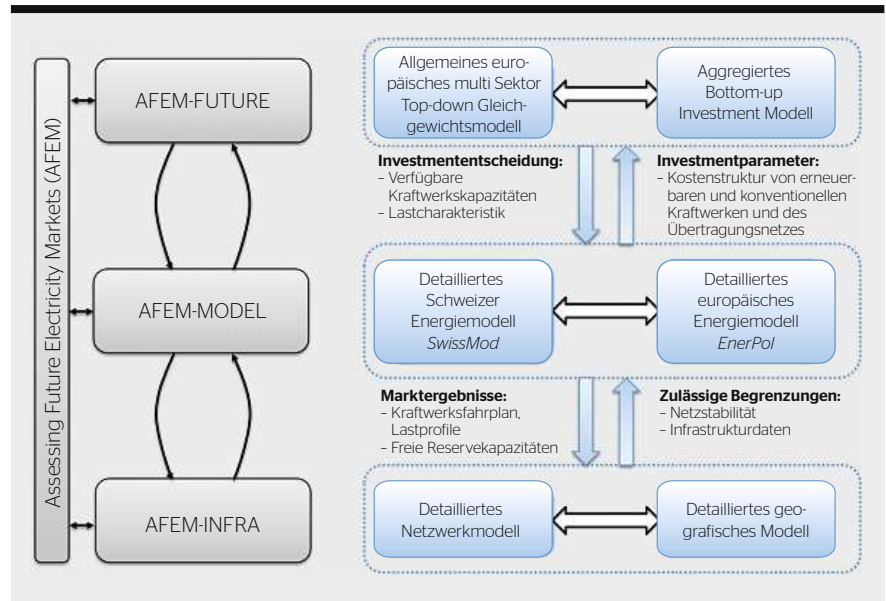 Assessing Future Electricity Markets (AFEM)
AFEM-FUTURE
AFEM-MODEL
AFEM-INFRA
Allgemeines euro-
päisches multi Sektor
Top-down Gleich-
gewichtsmodell
Aggregiertes
Bottom-up
Investment Modell
Investmententscheidung:
– Verfügbare
Kraftwerkskapazitäten
– Lastcharakteristik
Investmentparameter:
– Kostenstruktur von erneuer-
baren und konventionellen
Kraftwerken und des
Übertragungsnetzes
Detailliertes
Schweizer
Energiemodell
SwissMod
Detailliertes
europäisches
Energiemodell
EnerPol
Marktergebnisse:
– Kraftwerksfahrplan,
Lastprofile
– Freie Reservekapazitäten
Zulässige Begrenzungen:
– Netzstabilität
– Infrastrukturdaten
Detailliertes
Netzwerkmodell
Detailliertes geo-
grafisches Modell